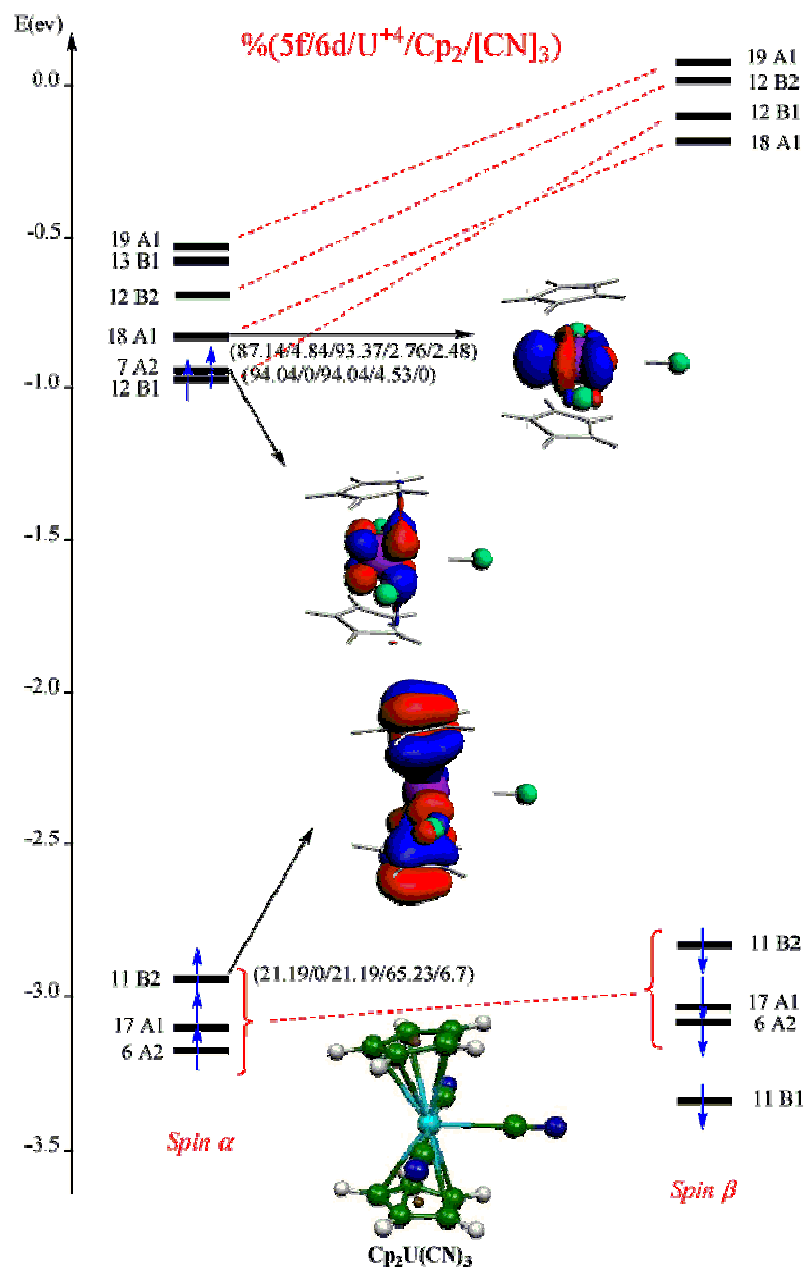 E(ev)
%(5f/6d/U+4/Cp2/[CN]3)
0.0
19 A1
12 B2
12 B1
18 A1
-0.5
19 A1
13 B1
12 B2
18 A1
(87.14/4.84/93.37/2.76/2.48)
7 A2
(94.04/0/94.04/4.53/0)
-1.0
12 B1
-1.5
-2.0
-2.5
11 B2
11 B2
(21.19/0/21.19/65.23/6.7)
-3.0
17 A1
17 A1
6 A2
6 A2
11 B1
-3.5
Spin α
Spin β
Cp2U(CN)3